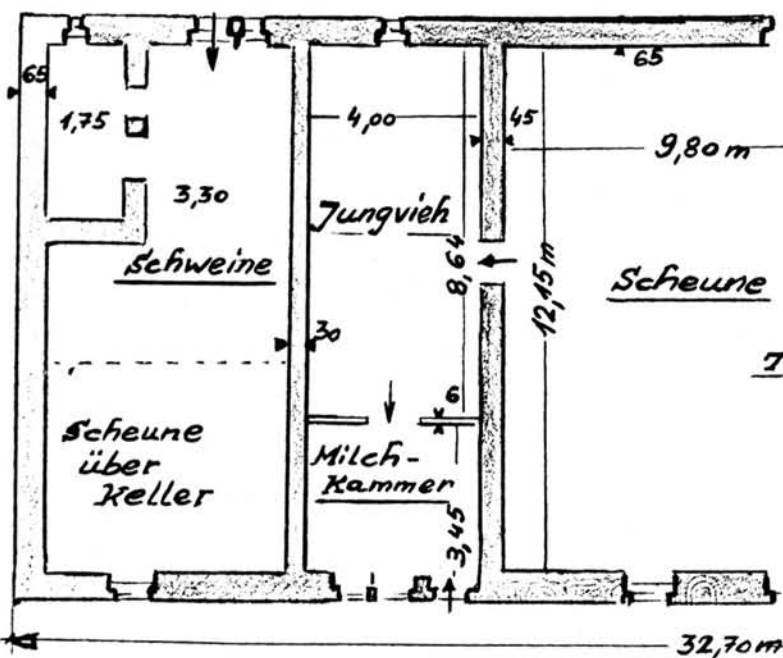 65
65
1,75
4,00
45
9,80 m
3,30
Jungvieh
Schweine
8,64
12,15 m
Scheune
30
6
Scheune
über
Keller
Milch-
Kammer
3,45
32,70 m